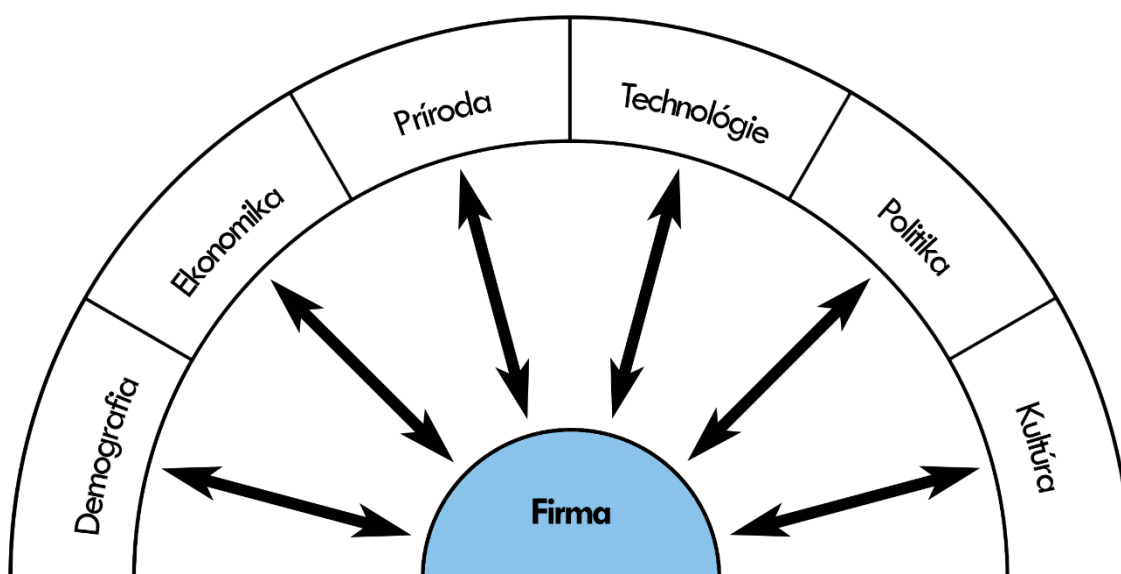 Demografia
Ekonomika
Príroda
Technológie
Politika
Kultúra
Firma